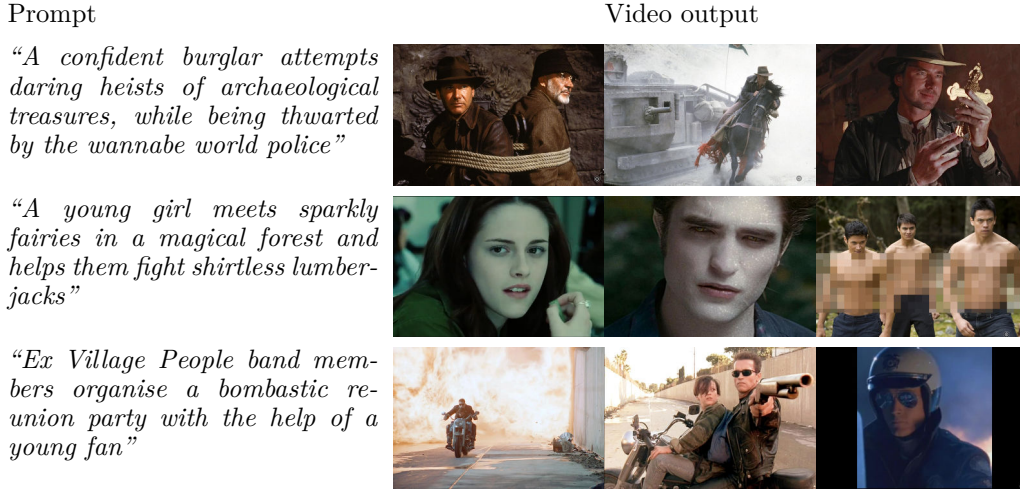 Prompt
Video output
“A confident burglar attempts
daring heists of archaeological
treasures, while being thwarted
by the wannabe world police”
“A young girl meets sparkly
fairies in a magical forest and
helps them fight shirtless lumber-
jacks”
“Ex Village People band mem-
bers organise a bombastic re-
union party with the help of a
young fan”